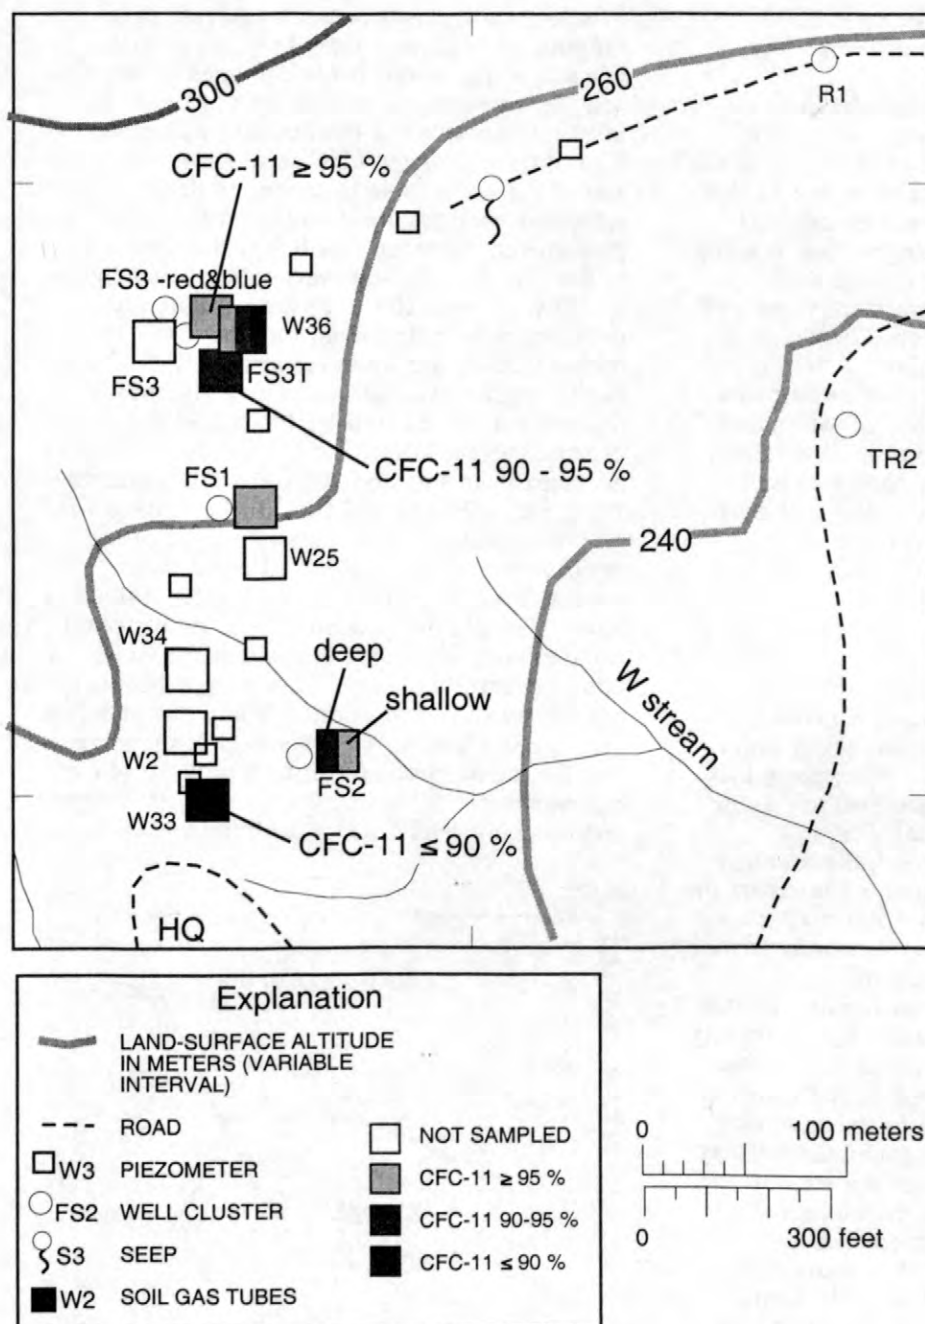 300
260
R1
CFC-11 ≥ 95 %
FS3 -red&blue
W36
FS3
FS3T
CFC-11 90 - 95 %
TR2
FS1
240
W25
W34
deep
shallow
W stream
W2
FS2
W33
CFC-11 ≤ 90 %
HQ
Explanation
LAND-SURFACE ALTITUDE
IN METERS (VARIABLE
INTERVAL)
ROAD
W3 PIEZOMETER
FS2 WELL CLUSTER
S3 SEEP
W2 SOIL GAS TUBES
NOT SAMPLED
CFC-11 ≥ 95 %
CFC-11 90-95 %
CFC-11 ≤ 90 %
0 100 meters
0 300 feet